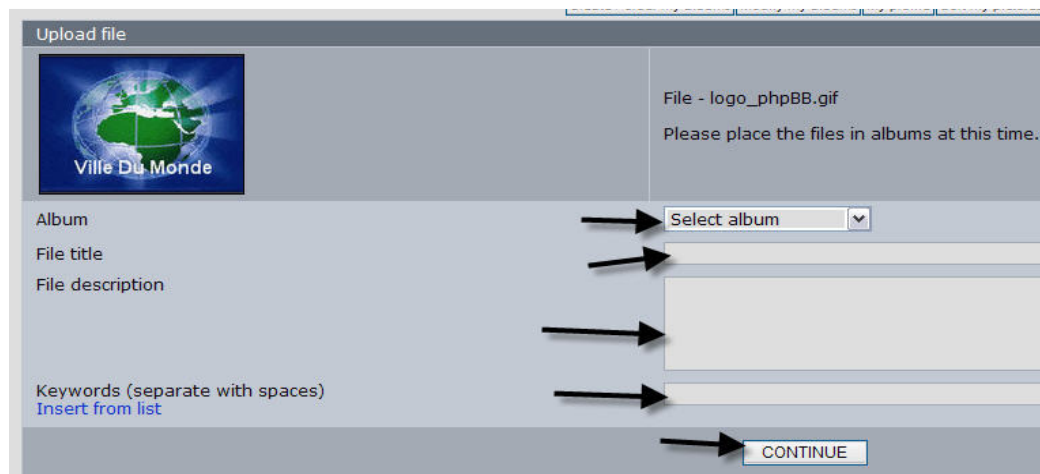 Upload file
Ville Du Monde
File - logo_phpBB.gif
Please place the files in albums at this time.
Album
Select album
File title
File description
Keywords (separate with spaces)
Insert from list
CONTINUE